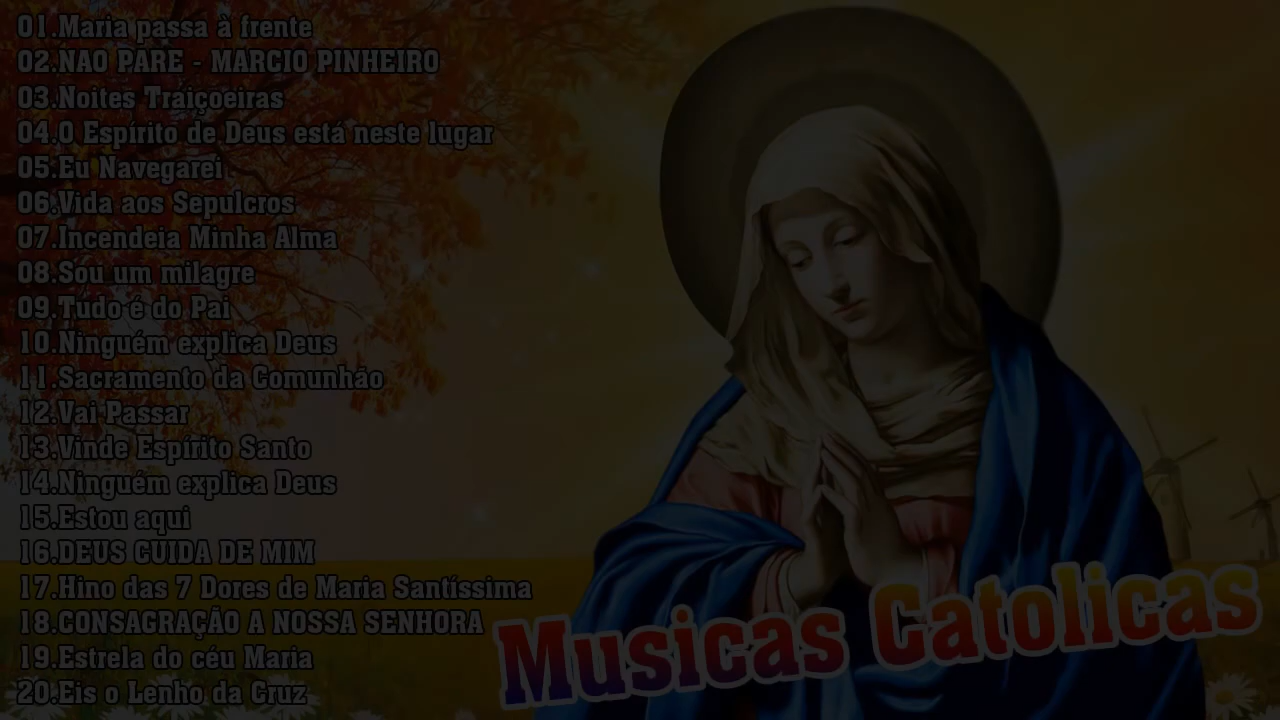 01.Maria passa à frente
02.NAO PARE - MARCIO PINHEIRO
03.Noites Traiçoeiras
04.O Espírito de Deus está neste lugar
05.Eu Navegarei
06.Vida aos Sepulcros
07.Incendeia Minha Alma
08.Sou um milagre
09.Tudo é do Pai
10.Ninguém explica Deus
11.Sacramento da Comunhão
12.Vai Passar
13.Vinde Espírito Santo
14.Ninguém explica Deus
15.Estou aqui
16.DEUS CUIDA DE MIM
17.Hino das 7 Dores de Maria Santíssima
18.CONSAGRAÇÃO A NOSSA SENHORA
19.Estrela do céu Maria
20.Eis o Lenho da Cruz
Musicas Catolicas